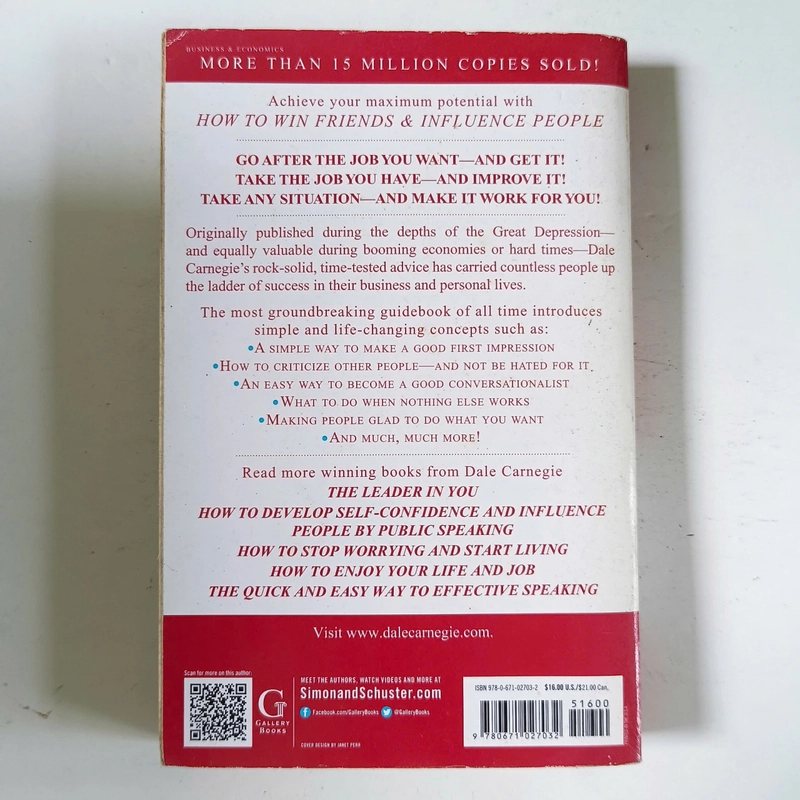 BUSINESS & ECONOMICS
MORE THAN 15 MILLION COPIES SOLD!
Achieve your maximum potential with
HOW TO WIN FRIENDS & INFLUENCE PEOPLE
GO AFTER THE JOB YOU WANT—AND GET IT!
TAKE THE JOB YOU HAVE—AND IMPROVE IT!
TAKE ANY SITUATION—AND MAKE IT WORK FOR YOU!
Originally published during the depths of the Great Depression—
and equally valuable during booming economies or hard times—Dale
Carnegie's rock-solid, time-tested advice has carried countless people up
the ladder of success in their business and personal lives.
The most groundbreaking guidebook of all time introduces
simple and life-changing concepts such as:
•A SIMPLE WAY TO MAKE A GOOD FIRST IMPRESSION
•HOW TO CRITICIZE OTHER PEOPLE—AND NOT BE HATED FOR IT
•AN EASY WAY TO BECOME A GOOD CONVERSATIONALIST
•WHAT TO DO WHEN NOTHING ELSE WORKS
•MAKING PEOPLE GLAD TO DO WHAT YOU WANT
•AND MUCH, MUCH MORE!
Read more winning books from Dale Carnegie
THE LEADER IN YOU
HOW TO DEVELOP SELF-CONFIDENCE AND INFLUENCE
PEOPLE BY PUBLIC SPEAKING
HOW TO STOP WORRYING AND START LIVING
HOW TO ENJOY YOUR LIFE AND JOB
THE QUICK AND EASY WAY TO EFFECTIVE SPEAKING
Visit www.dalecarnegie.com.
Scan for more on this author:
G
GALLERY
BOOKS
MEET THE AUTHORS, WATCH VIDEOS AND MORE AT
SimonandSchuster.com
Facebook.com/GalleryBooks @GalleryBooks
COVER DESIGN BY JANET PERR
ISBN 978-0-671-02703-2 $16.00 U.S./$21.00 Can.
51600
9 780671 027032